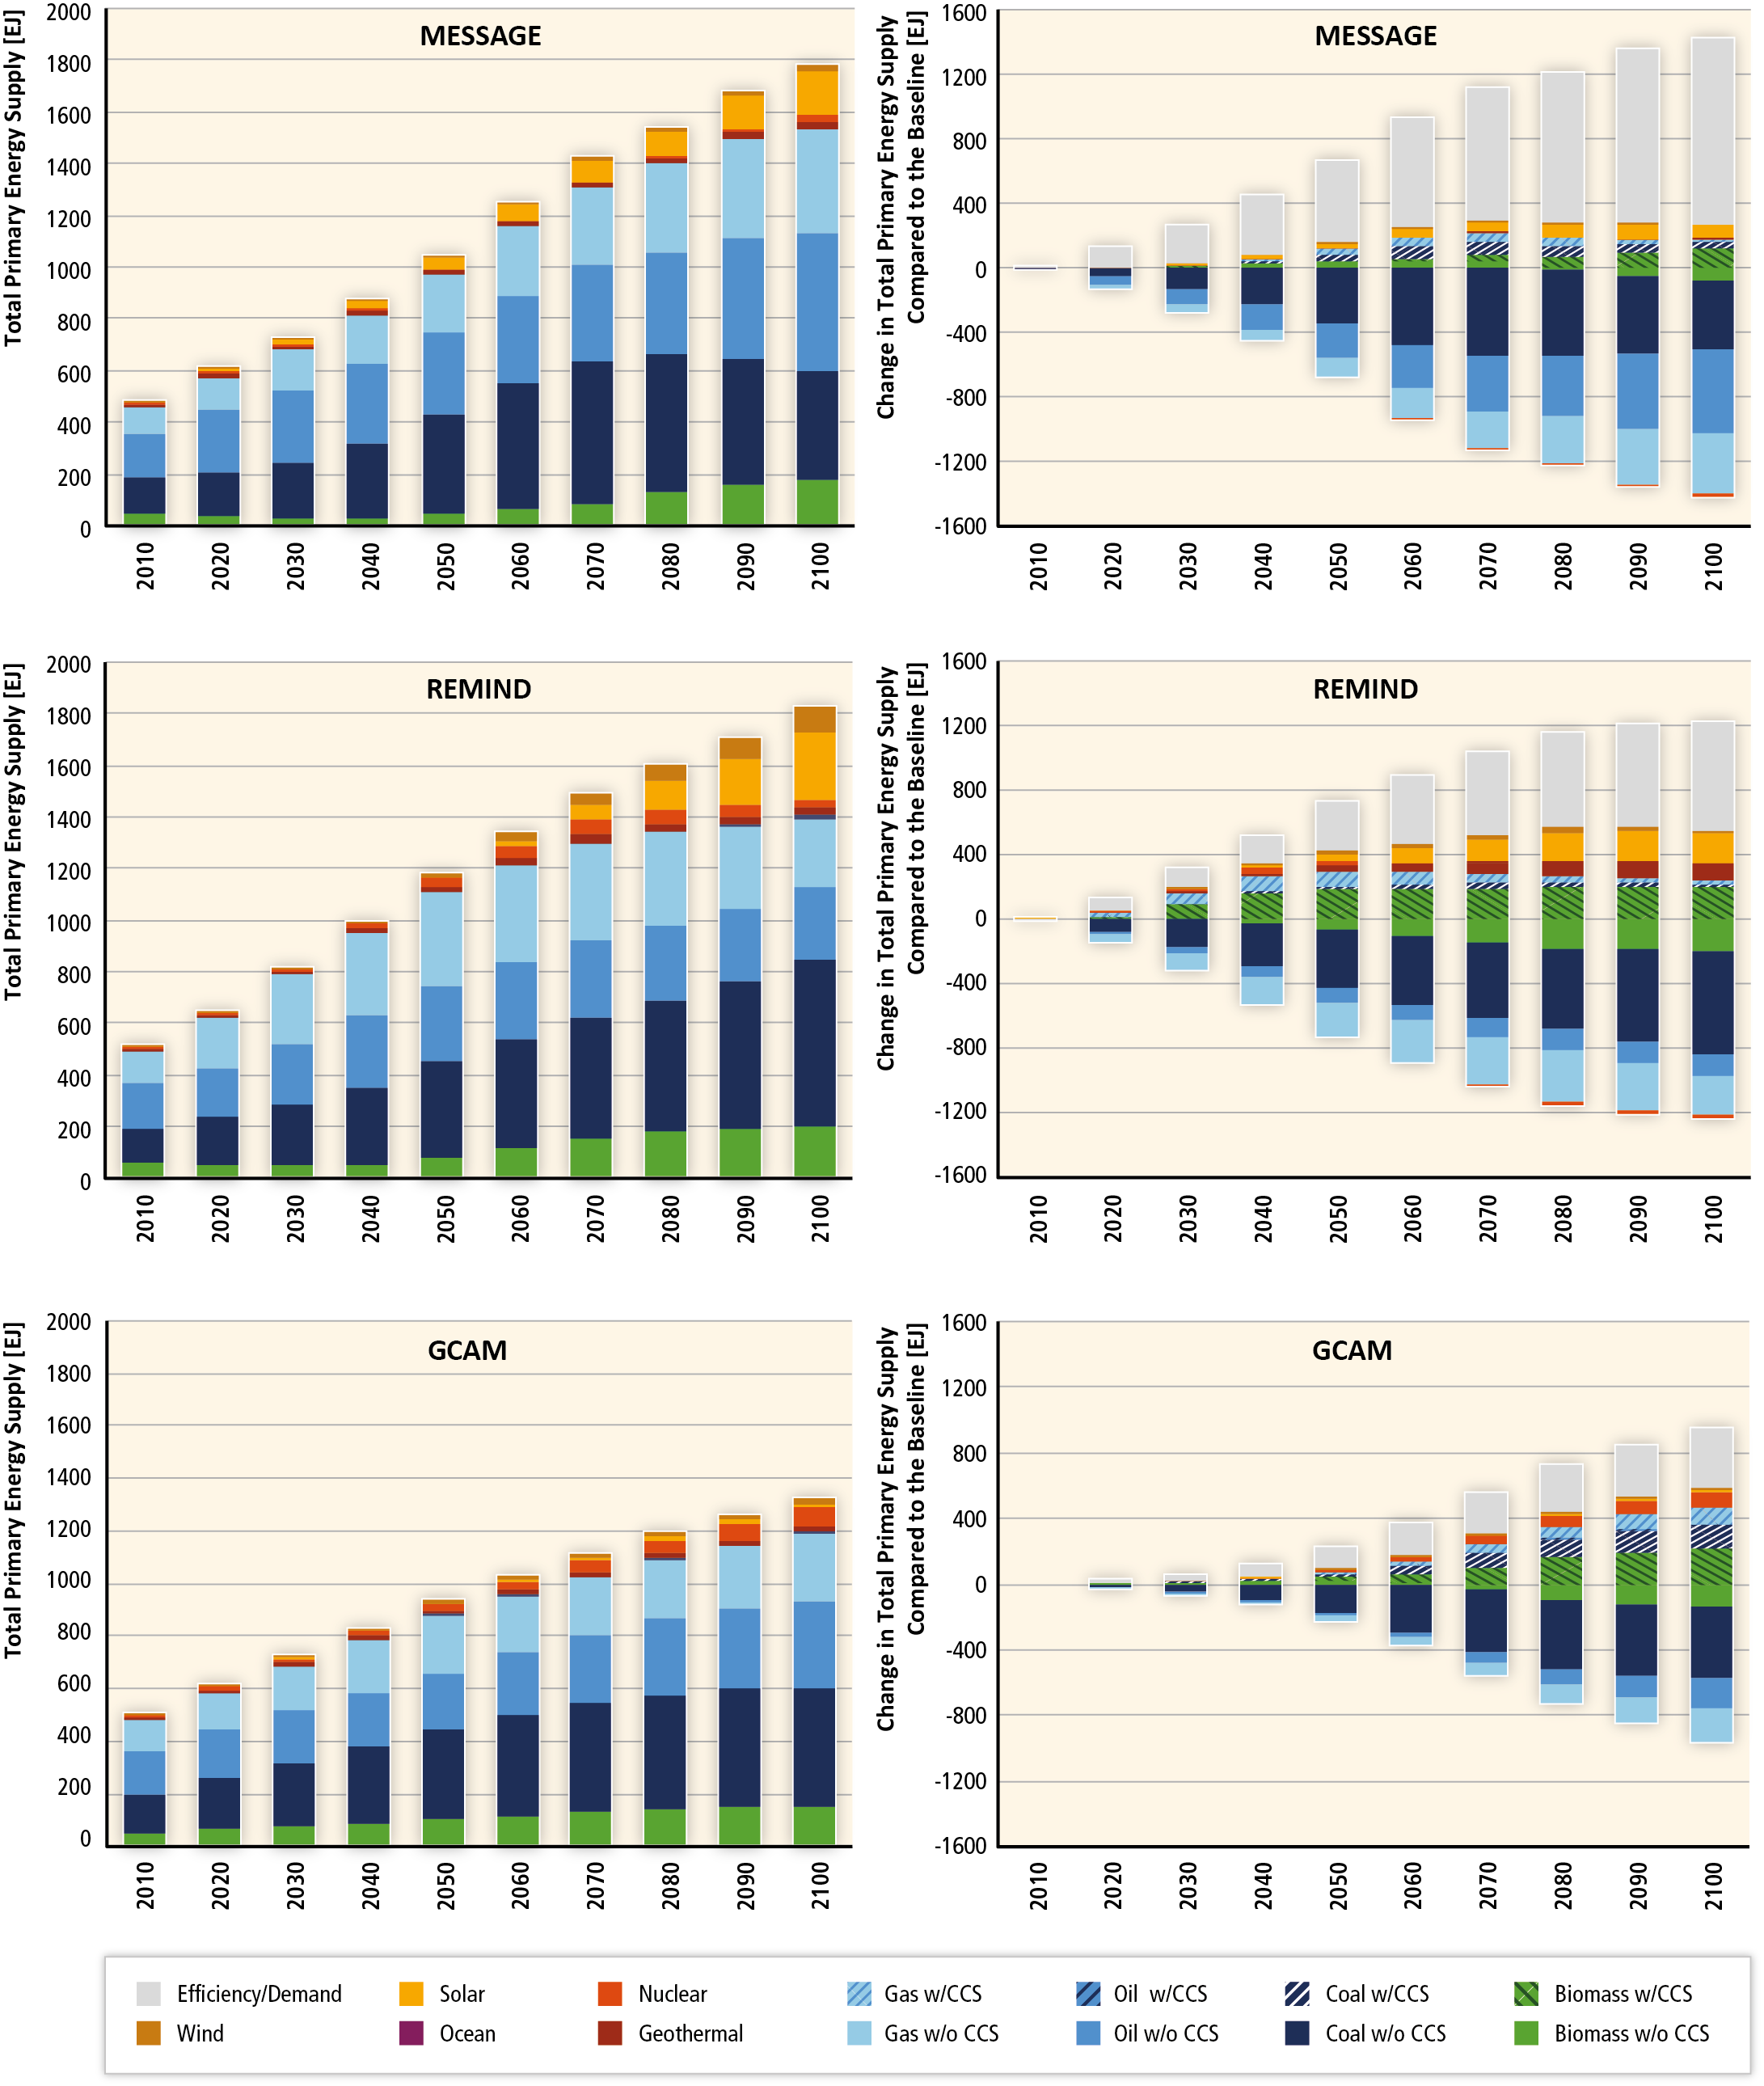 MESSAGE
Total Primary Energy Supply [EJ]
2000
1800
1600
1400
1200
1000
800
600
400
200
0
2010 2020 2030 2040 2050 2060 2070 2080 2090 2100
MESSAGE
Change in Total Primary Energy Supply
Compared to the Baseline [EJ]
1600
1200
800
400
0
-400
-800
-1200
-1600
2010 2020 2030 2040 2050 2060 2070 2080 2090 2100
REMIND
Total Primary Energy Supply [EJ]
2000
1800
1600
1400
1200
1000
800
600
400
200
0
2010 2020 2030 2040 2050 2060 2070 2080 2090 2100
REMIND
Change in Total Primary Energy Supply
Compared to the Baseline [EJ]
1600
1200
800
400
0
-400
-800
-1200
-1600
2010 2020 2030 2040 2050 2060 2070 2080 2090 2100
GCAM
Total Primary Energy Supply [EJ]
2000
1800
1600
1400
1200
1000
800
600
400
200
0
2010 2020 2030 2040 2050 2060 2070 2080 2090 2100
GCAM
Change in Total Primary Energy Supply
Compared to the Baseline [EJ]
1600
1200
800
400
0
-400
-800
-1200
-1600
2010 2020 2030 2040 2050 2060 2070 2080 2090 2100
Efficiency/Demand Solar Nuclear Gas w/CCS Oil w/CCS Coal w/CCS Biomass w/CCS
Wind Ocean Geothermal Gas w/o CCS Oil w/o CCS Coal w/o CCS Biomass w/o CCS